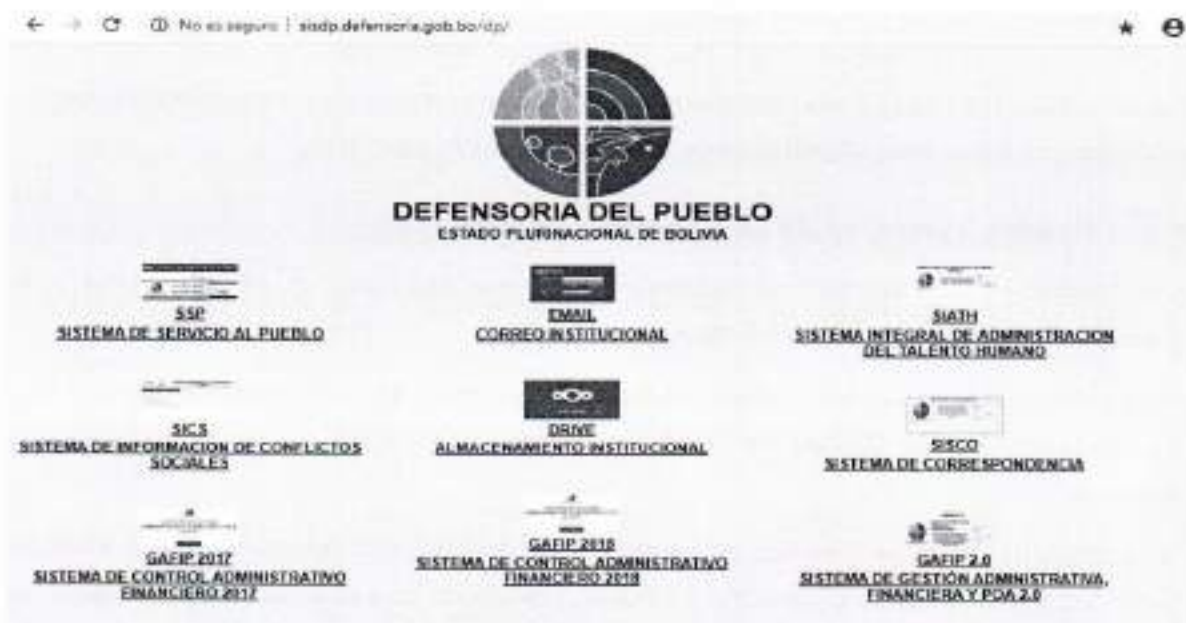 No es seguro | sisdp.defensoria.gob.bo/dp/
DEFENSORIA DEL PUEBLO
ESTADO PLURINACIONAL DE BOLIVIA
SSP
SISTEMA DE SERVICIO AL PUEBLO
EMAIL
CORREO INSTITUCIONAL
SIATH
SISTEMA INTEGRAL DE ADMINISTRACION
DEL TALENTO HUMANO
SICS
SISTEMA DE INFORMACION DE CONFLICTOS
SOCIALES
DRIVE
ALMACENAMIENTO INSTITUCIONAL
SISCO
SISTEMA DE CORRESPONDENCIA
GAFIP 2017
SISTEMA DE CONTROL ADMINISTRATIVO
FINANCIERO 2017
GAFIP 2018
SISTEMA DE CONTROL ADMINISTRATIVO
FINANCIERO 2018
GAFIP 2.0
SISTEMA DE GESTIÓN ADMINISTRATIVA,
FINANCIERA Y POA 2.0